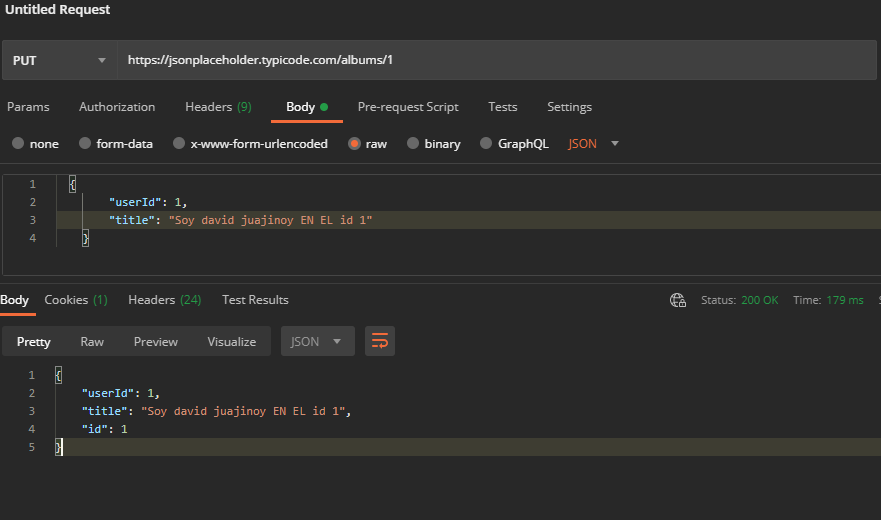 Untitled Request
PUT https://jsonplaceholder.typicode.com/albums/1
Params Authorization Headers (9) Body Pre-request Script Tests Settings
none form-data x-www-form-urlencoded raw binary GraphQL JSON
1 {
2 "userId": 1,
3 "title": "Soy david juajinoy EN EL id 1"
4 }
Body Cookies (1) Headers (24) Test Results Status: 200 OK Time: 179 ms
Pretty Raw Preview Visualize JSON
1 {
2 "userId": 1,
3 "title": "Soy david juajinoy EN EL id 1",
4 "id": 1
5 }